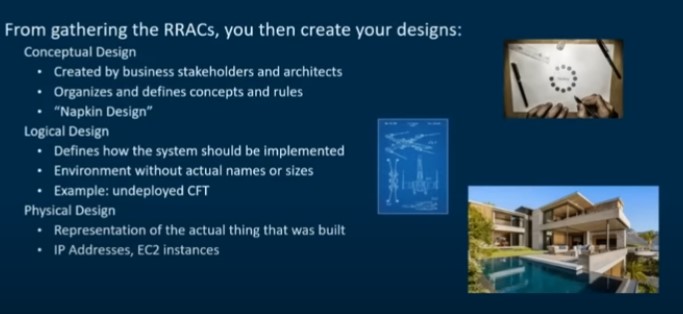 From gathering the RRACs, you then create your designs:
Conceptual Design
• Created by business stakeholders and architects
• Organizes and defines concepts and rules
• “Napkin Design”
Logical Design
• Defines how the system should be implemented
• Environment without actual names or sizes
• Example: undeployed CFT
Physical Design
• Representation of the actual thing that was built
• IP Addresses, EC2 instances